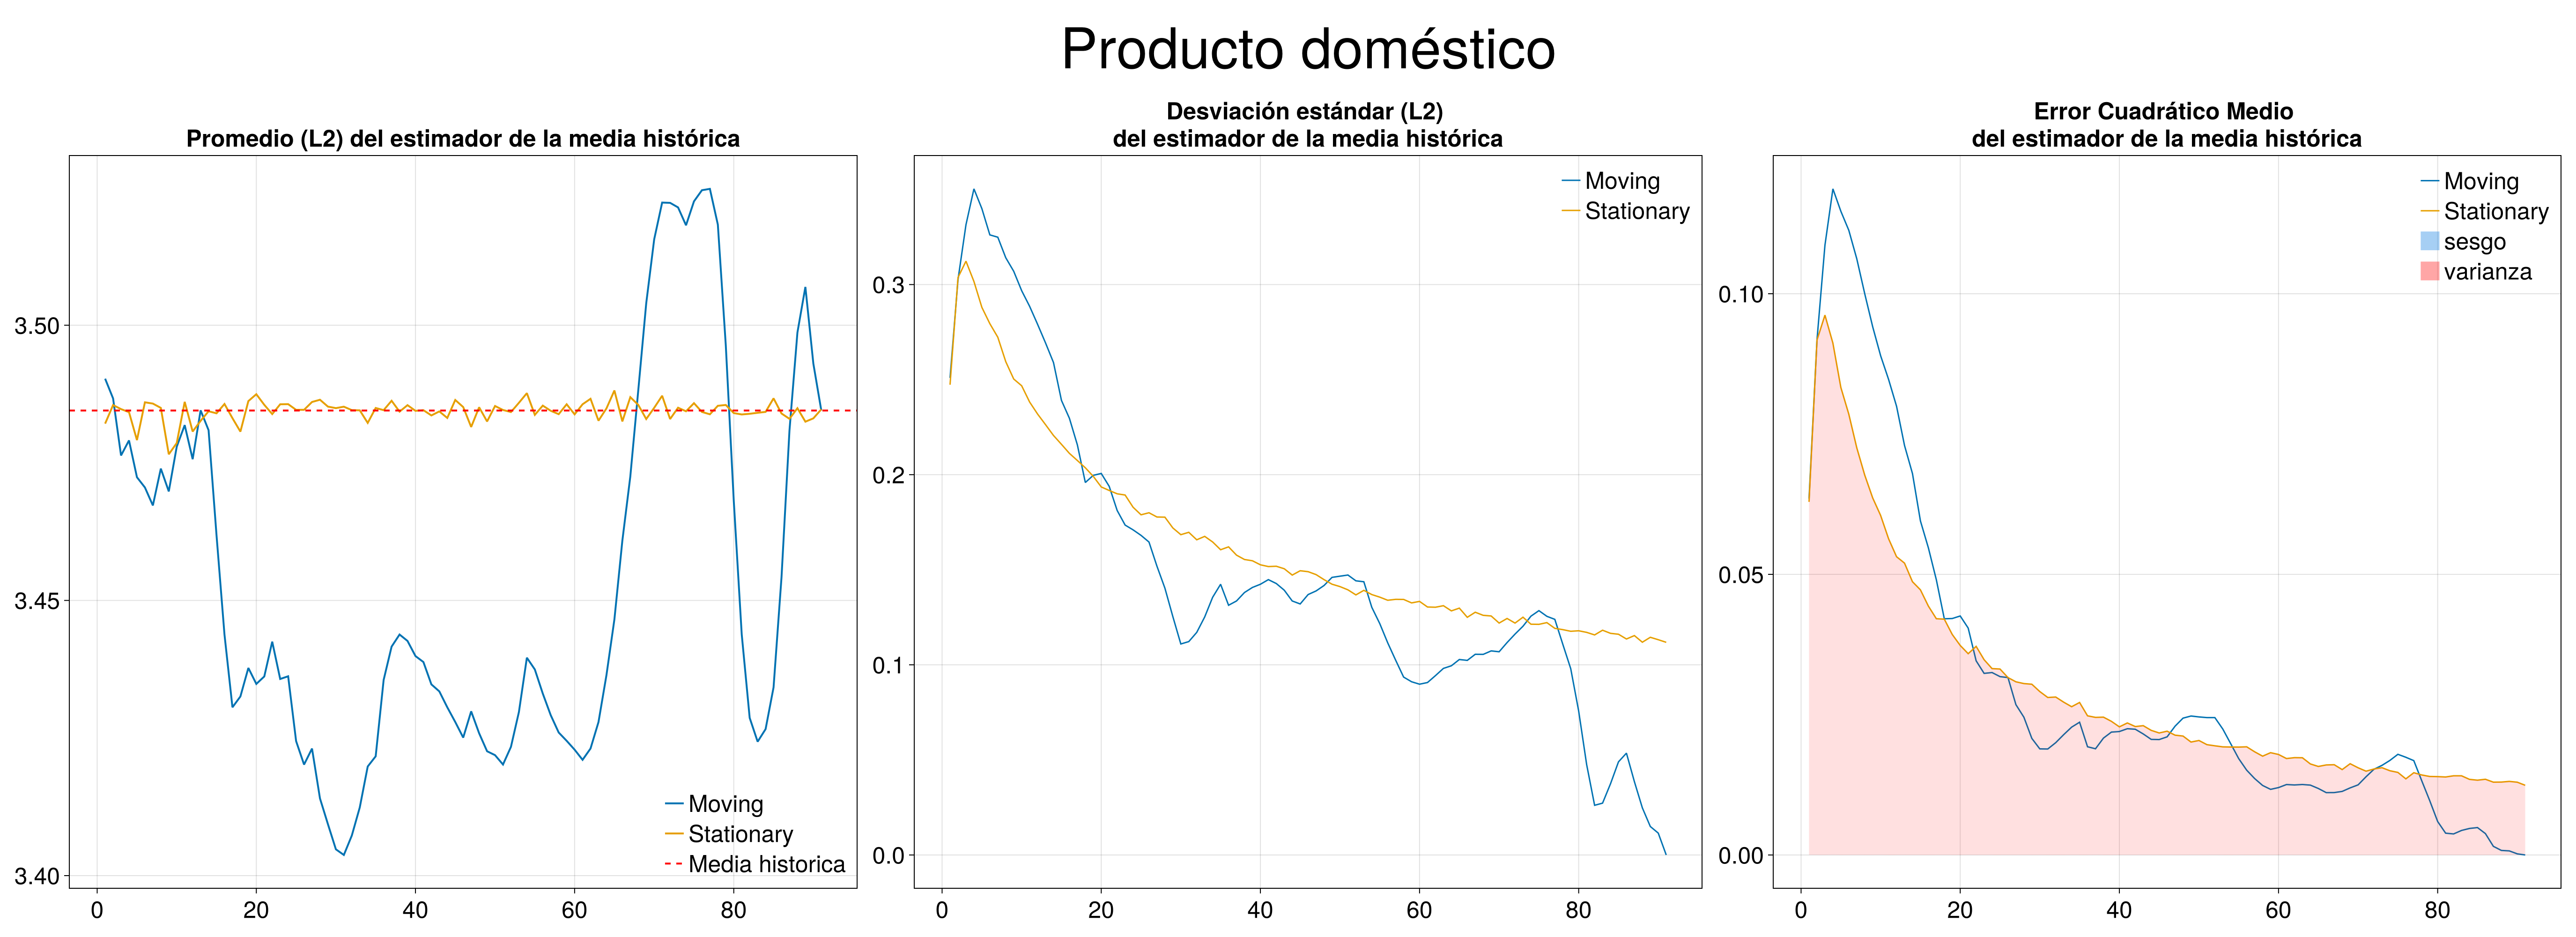 Producto doméstico
Promedio (L2) del estimador de la media histórica
3.50
3.45
3.40
0
20
40
60
80
Moving
Stationary
Media historica
Desviación estándar (L2)
del estimador de la media histórica
0.3
0.2
0.1
0.0
0
20
40
60
80
Moving
Stationary
Error Cuadrático Medio
del estimador de la media histórica
0.10
0.05
0.00
0
20
40
60
80
Moving
Stationary
sesgo
varianza